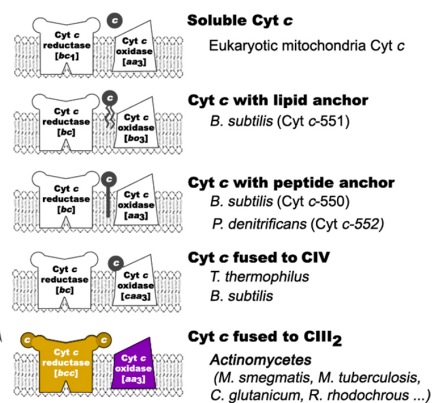 c
Cyt c
reductase
[bc1]
Cyt c
oxidase
[aa3]
Soluble Cyt c
Eukaryotic mitochondria Cyt c
c
Cyt c
reductase
[bc]
Cyt c
oxidase
[bo3]
Cyt c with lipid anchor
B. subtilis (Cyt c-551)
c
Cyt c
reductase
[bc]
Cyt c
oxidase
[aa3]
Cyt c with peptide anchor
B. subtilis (Cyt c-550)
P. denitrificans (Cyt c-552)
c
Cyt c
reductase
[bc]
Cyt c
oxidase
[caa3]
Cyt c fused to CIV
T. thermophilus
B. subtilis
c
c
Cyt c
reductase
[bcc]
Cyt c
oxidase
[aa3]
Cyt c fused to CIII2
Actinomycetes
(M. smegmatis, M. tuberculosis,
C. glutanicum, R. rhodochrous ...)